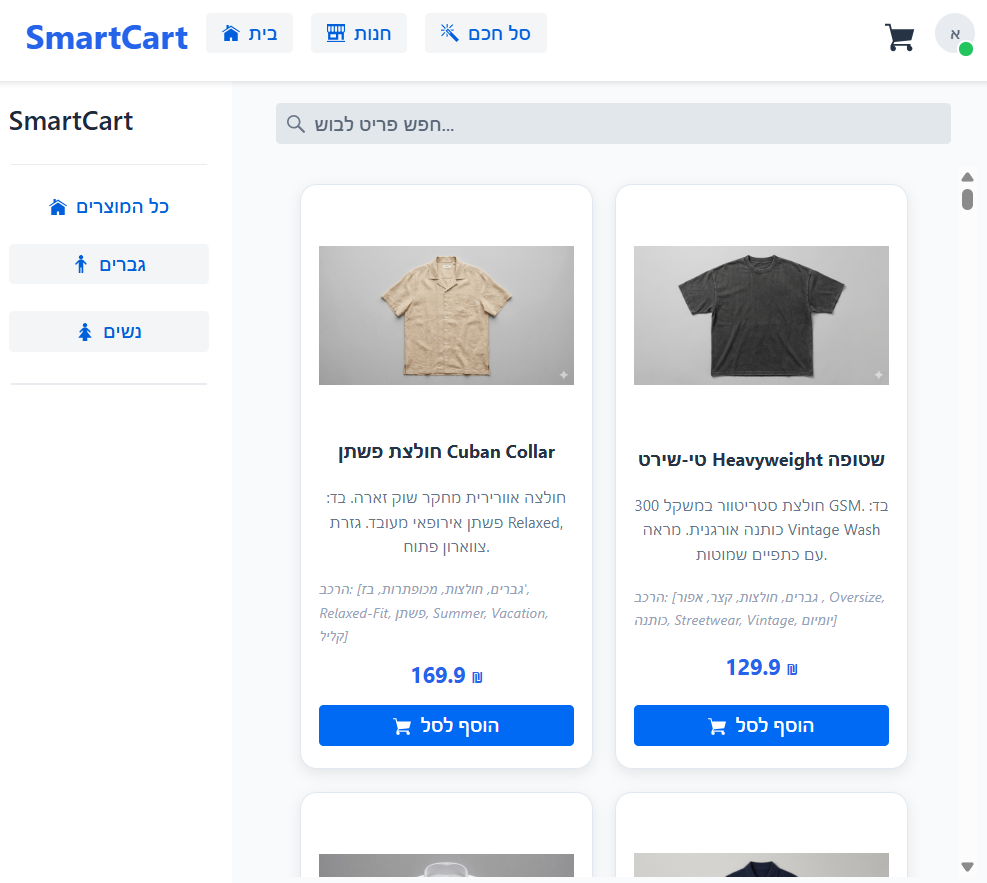 SmartCart
בית
חנות
סל חכם
א
SmartCart
כל המוצרים
גברים
נשים
חפש פריט לבוש...
חולצת פשתן Cuban Collar
חולצה אוורירית מחקר שוק זארה. בד:
פשתן אירופאי מעובד. גזרת Relaxed,
צווארון פתוח.
הרכב: [גברים, חולצות, מכופתרות, בז',
Relaxed-Fit, פשתן, Summer, Vacation,
קליל]
169.9 ₪
הוסף לסל
טי-שירט Heavyweight שטופה
חולצת סטריטוור במשקל 300 GSM. בד:
כותנה אורגנית. מראה Vintage Wash
עם כתפיים שמוטות.
הרכב: [גברים, חולצות, קצר, אפור , Oversize,
כותנה, Streetwear, Vintage, יומיום]
129.9 ₪
הוסף לסל